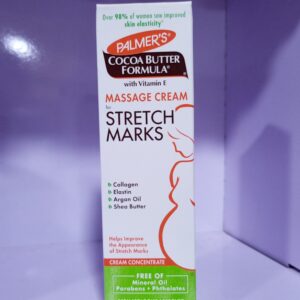 Over 98% of women saw improved
skin elasticity*
PALMER'S®
COCOA BUTTER
FORMULA®
with Vitamin E
MASSAGE CREAM
for
STRETCH
MARKS
Collagen
Elastin
Argan Oil
Shea Butter
Helps Improve
the Appearance
of Stretch Marks
CREAM CONCENTRATE
FREE OF
Mineral Oil
Parabens • Phthalates